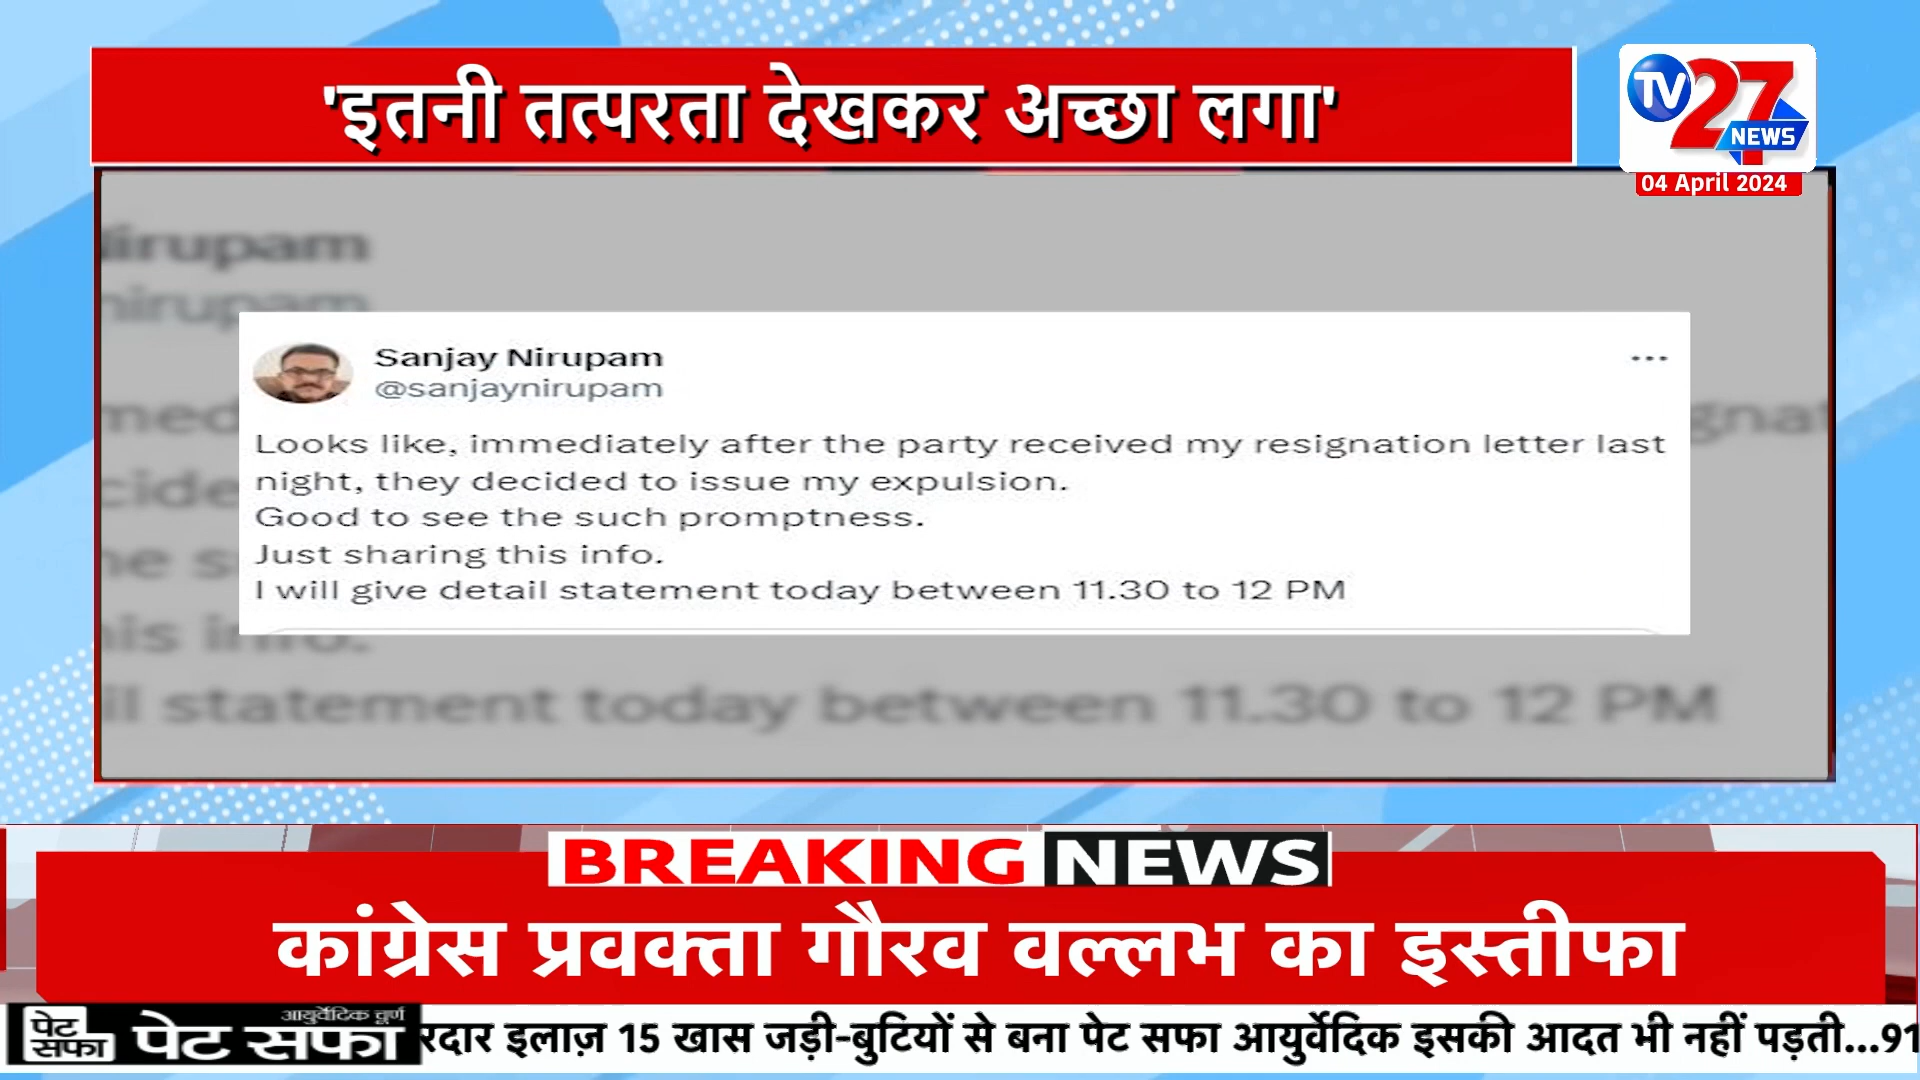 'इतनी तत्परता देखकर अच्छा लगा'
TV27 NEWS
04 April 2024
Nirupam
nirupam
Sanjay Nirupam
@sanjaynirupam
Looks like, immediately after the party received my resignation letter last
night, they decided to issue my expulsion.
Good to see the such promptness.
Just sharing this info.
I will give detail statement today between 11.30 to 12 PM
statement today between 11.30 to 12 PM
BREAKING NEWS
कांग्रेस प्रवक्ता गौरव वल्लभ का इस्तीफा
पेट सफा
आयुर्वेदिक चूर्ण
पेट सफा
रदार इलाज़ 15 खास जड़ी-बुटियों से बना पेट सफा आयुर्वेदिक इसकी आदत भी नहीं पड़ती...91